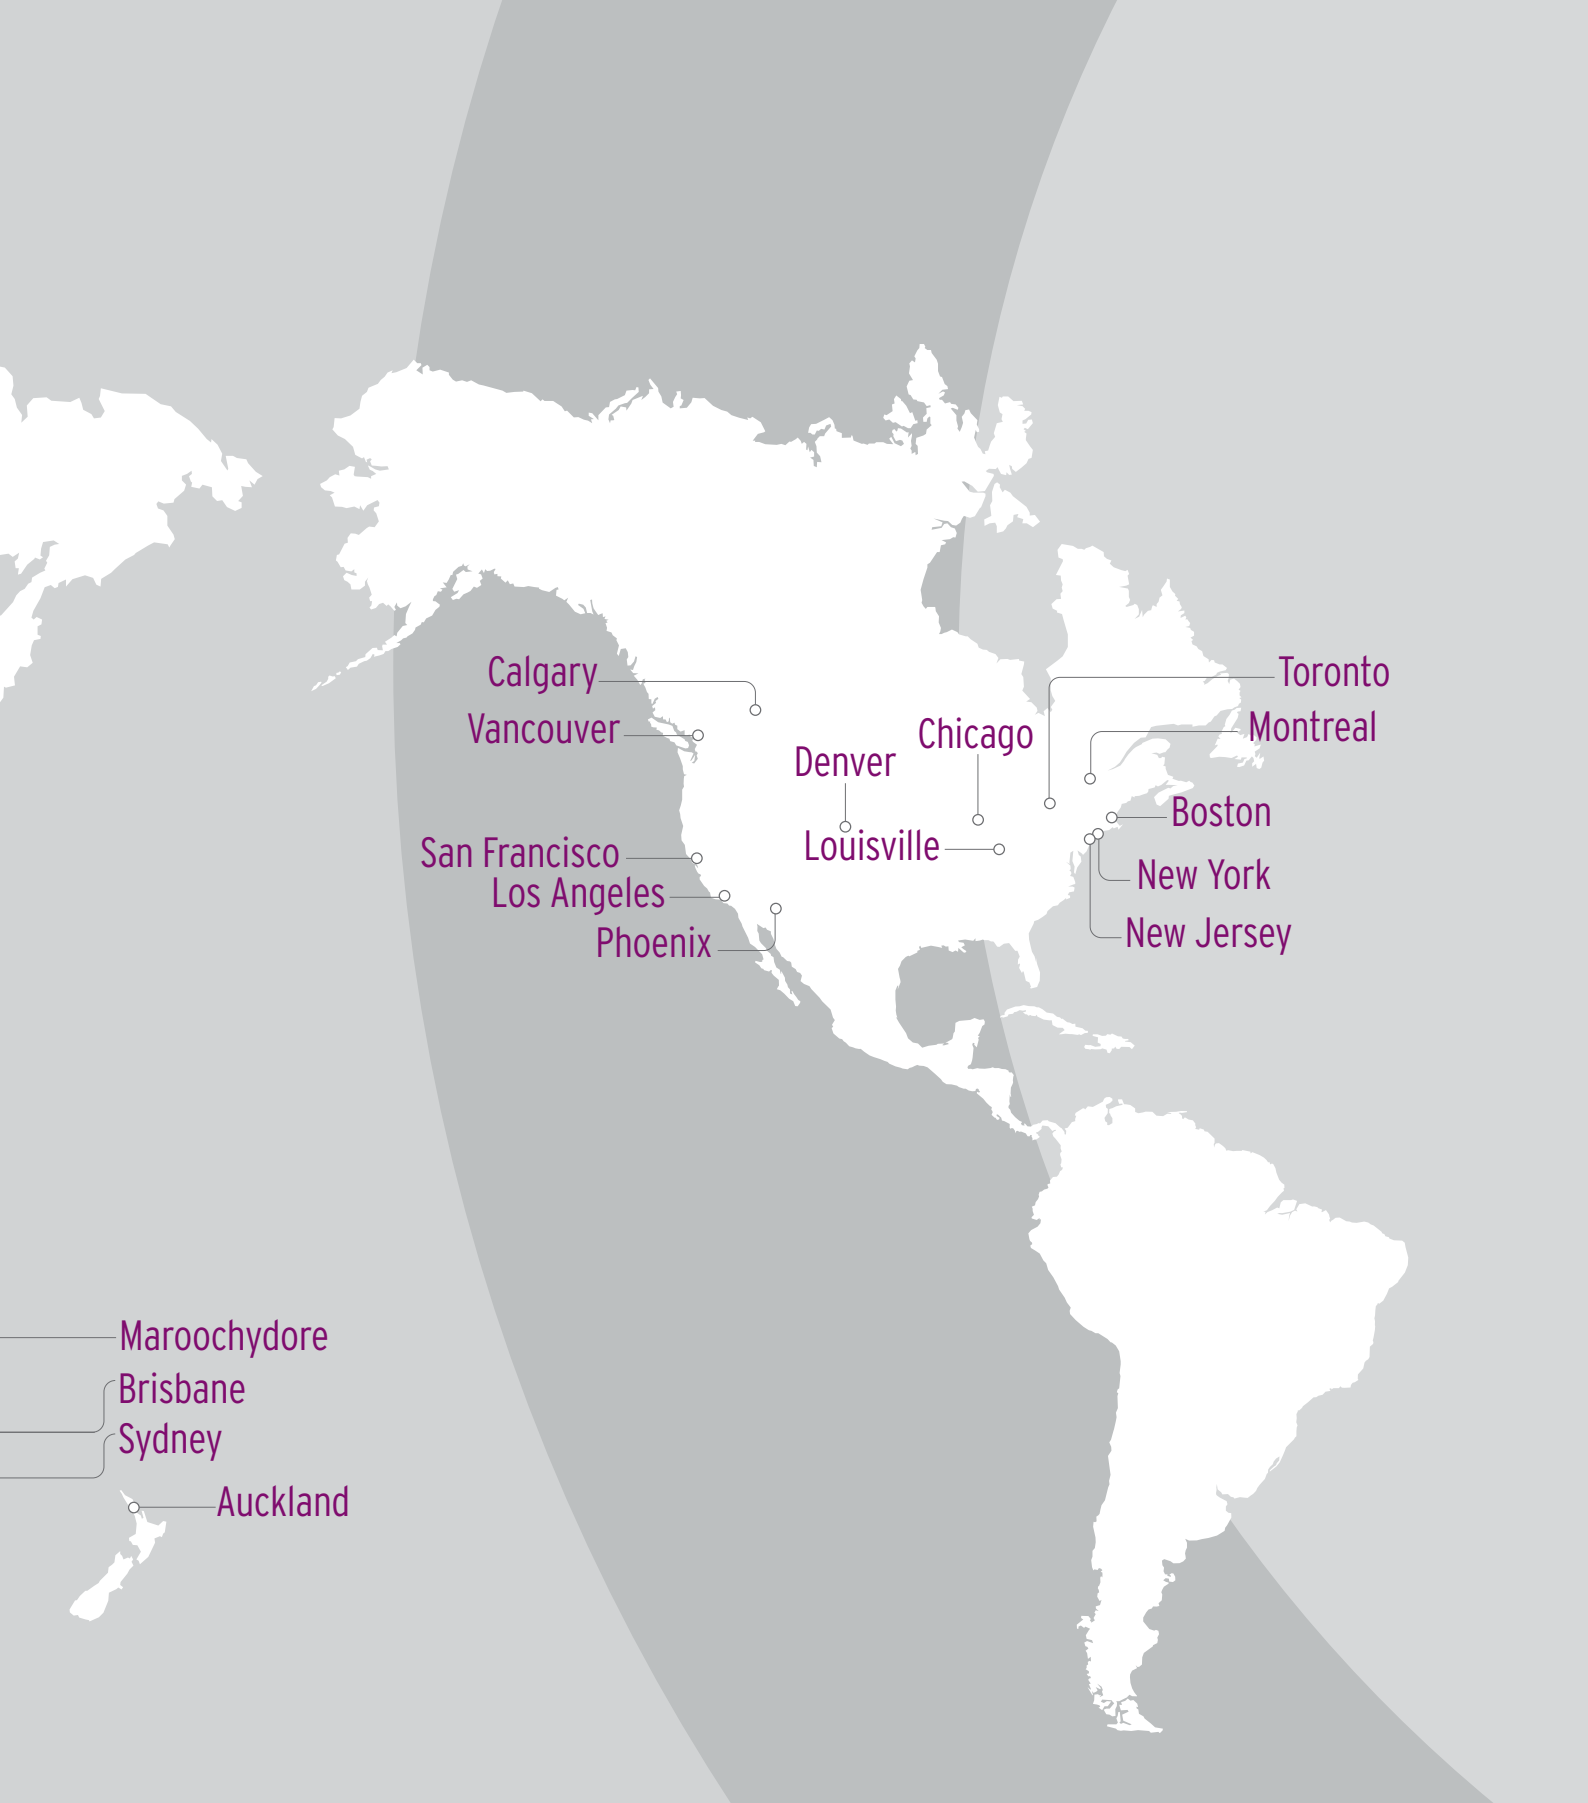 Calgary
Toronto
Vancouver
Chicago
Montreal
Denver
Boston
San Francisco
Louisville
Los Angeles
New York
Phoenix
New Jersey
Maroochydore
Brisbane
Sydney
Auckland